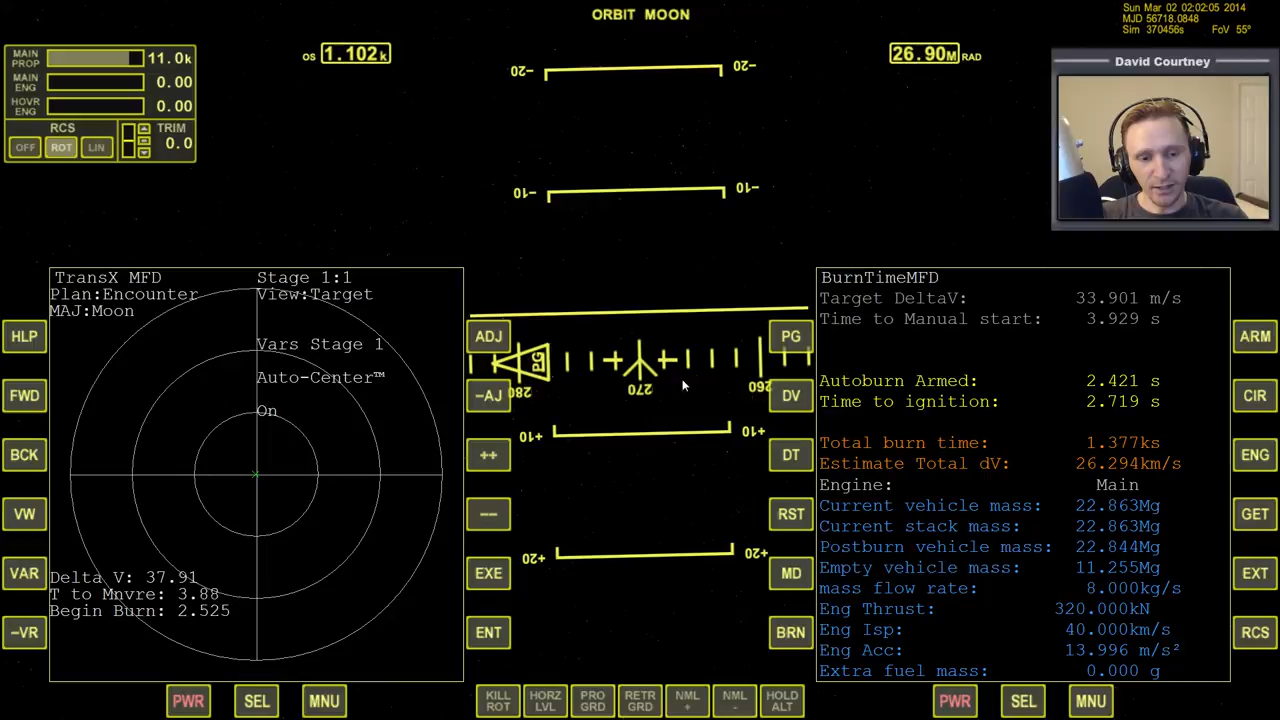 ORBIT MOON
Sun Mar 02 02:02:05 2014
MJD 56718.0848
Sim 370456s FoV 55°
MAIN PROP 11.0k
MAIN ENG 0.00
HOVR ENG 0.00
RCS TRIM
OFF ROT LIN 0.0
OS 1.102k
26.90M RAD
David Courtney
-20 -20
-10 -10
PG
280 270 260
+10 +10
+20 +20
TransX MFD Stage 1:1
Plan:Encounter View:Target
MAJ:Moon
Vars Stage 1
Auto-Center™
On
Delta V: 37.91
T to Mnvre: 3.88
Begin Burn: 2.525
HLP
FWD
BCK
VW
VAR
-VR
ADJ
-AJ
++
--
EXE
ENT
PWR SEL MNU
KILL ROT
HORZ LVL
PRO GRD
RETR GRD
NML +
NML -
HOLD ALT
PG
DV
DT
RST
MD
BRN
BurnTimeMFD
Target DeltaV: 33.901 m/s
Time to Manual start: 3.929 s
Autoburn Armed: 2.421 s
Time to ignition: 2.719 s
Total burn time: 1.377ks
Estimate Total dV: 26.294km/s
Engine: Main
Current vehicle mass: 22.863Mg
Current stack mass: 22.863Mg
Postburn vehicle mass: 22.844Mg
Empty vehicle mass: 11.255Mg
mass flow rate: 8.000kg/s
Eng Thrust: 320.000kN
Eng Isp: 40.000km/s
Eng Acc: 13.996 m/s²
Extra fuel mass: 0.000 g
ARM
CIR
ENG
GET
EXT
RCS
PWR SEL MNU